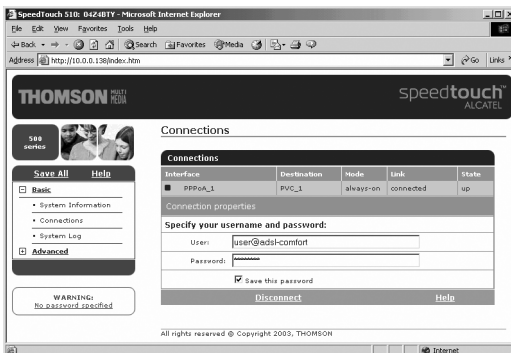 SpeedTouch 510: 0424BTY - Microsoft Internet Explorer
File Edit View Favorites Tools Help
Back Search Favorites Media
Address http://10.0.0.138/index.htm Go Links
THOMSON MULTI MEDIA
speedtouch™
ALCATEL
500
series
Save All Help
Basic
System Information
Connections
System Log
Advanced
WARNING:
No password specified
Connections
Connections
Interface Destination Mode Link State
PPPoA_1 PVC_1 always-on connected up
Connection properties
Specify your username and password:
User: user@adsl-comfort
Password: ********
Save this password
Disconnect Help
All rights reserved © Copyright 2003, THOMSON
Internet